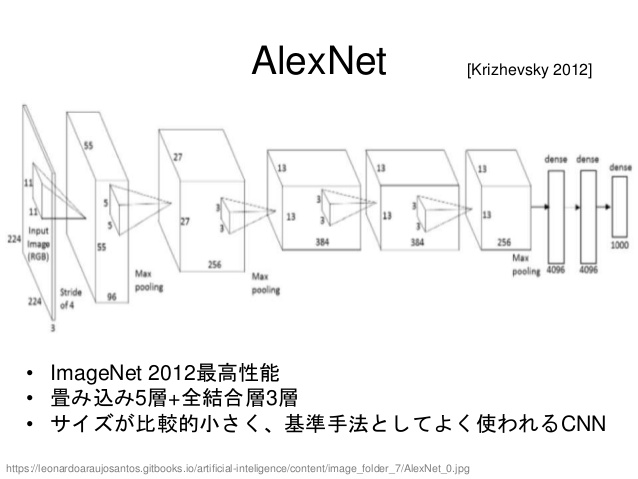 AlexNet
[Krizhevsky 2012]
55
27
13
13
13
dense
dense
dense
11
11
5
5
3
3
3
3
3
3
224
Input
Image
(RGB)
55
27
13
13
13
384
384
256
1000
256
Max
pooling
4096
4096
Max
pooling
Max
pooling
224
Stride
of 4
96
3
• ImageNet 2012最高性能
• 畳み込み5層+全結合層3層
• サイズが比較的小さく、基準手法としてよく使われるCNN
https://leonardoaraujosantos.gitbooks.io/artificial-inteligence/content/image_folder_7/AlexNet_0.jpg